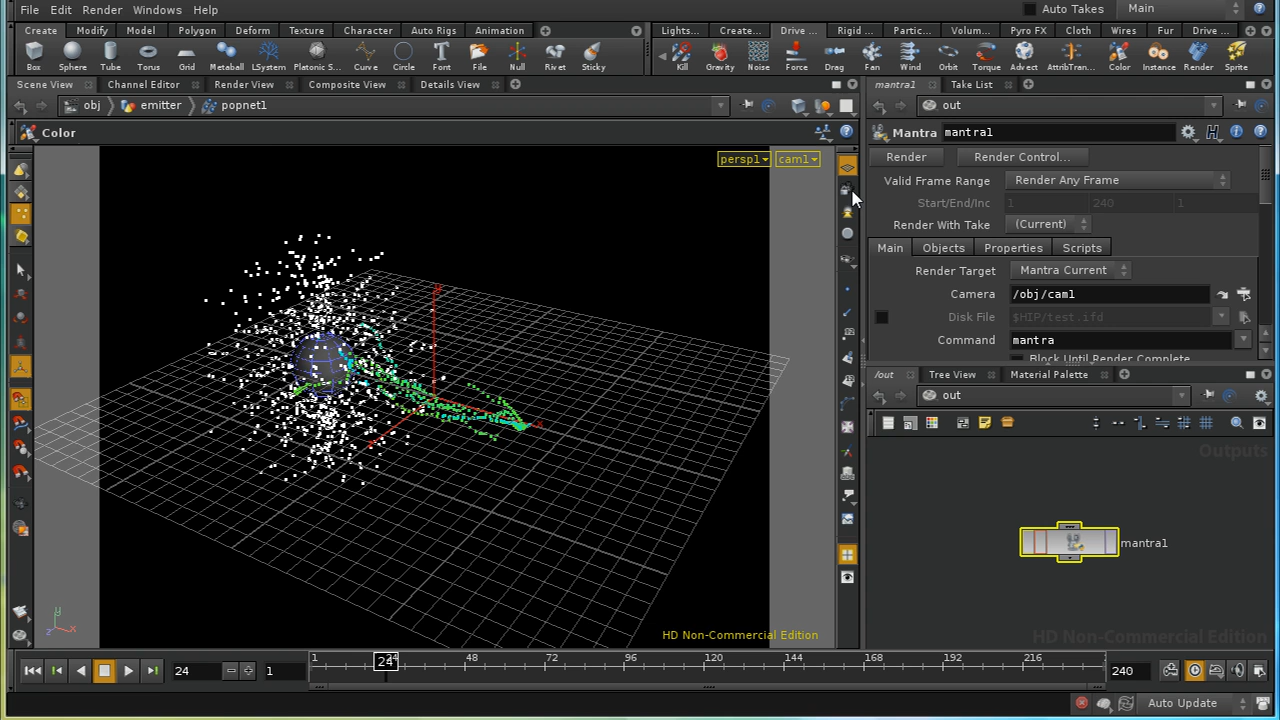 File Edit Render Windows Help
Auto Takes Main
Create Modify Model Polygon Deform Texture Character Auto Rigs Animation
Lights... Create... Drive ... Rigid ... Partic... Volum... Pyro FX Cloth Wires Fur Drive ...
Box Sphere Tube Torus Grid Metaball LSystem Platonic S... Curve Circle Font Null File Rivet Sticky
Kill Gravity Noise Force Drag Fan Wind Orbit Torque Advect AttribTran... Color Instance Render Sprite
Scene View Channel Editor Render View Composite View Details View
mantra1 Take List
obj emitter popnet1
out
Color
Mantra mantra1
persp1 cam1
Render Render Control...
Valid Frame Range Render Any Frame
Start/End/Inc 1 240 1
Render With Take (Current)
Main Objects Properties Scripts
Render Target Mantra Current
Camera /obj/cam1
Disk File $HIP/test.ifd
Command mantra
Block Until Render Complete
/out Tree View Material Palette
out
Outputs
mantra1
HD Non-Commercial Edition
HD Non-Commercial Edition
24 1
1 24 48 72 96 120 144 168 192 216
240
Auto Update